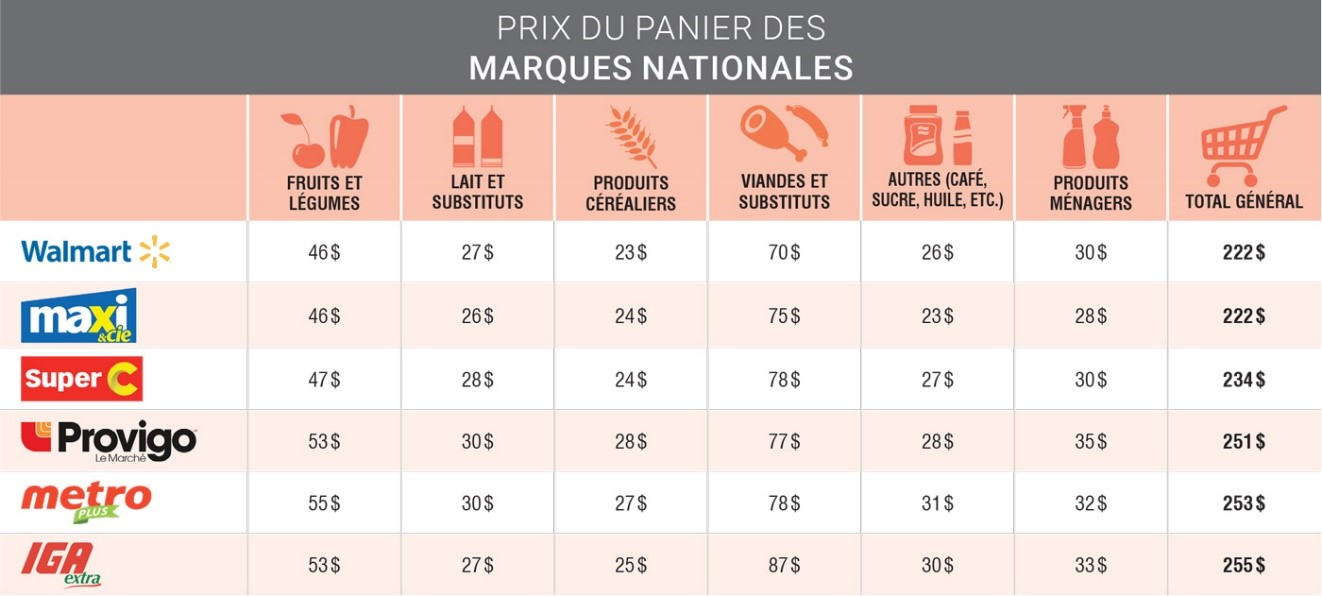 PRIX DU PANIER DES
MARQUES NATIONALES
FRUITS ET
LÉGUMES
LAIT ET
SUBSTITUTS
PRODUITS
CÉRÉALIERS
VIANDES ET
SUBSTITUTS
AUTRES (CAFÉ,
SUCRE, HUILE, ETC.)
PRODUITS
MÉNAGERS
TOTAL GÉNÉRAL
Walmart 46 $ 27 $ 23 $ 70 $ 26 $ 30 $ 222 $
maxi &cie 46 $ 26 $ 24 $ 75 $ 23 $ 28 $ 222 $
Super C 47 $ 28 $ 24 $ 78 $ 27 $ 30 $ 234 $
Provigo Le Marché 53 $ 30 $ 28 $ 77 $ 28 $ 35 $ 251 $
metro PLUS 55 $ 30 $ 27 $ 78 $ 31 $ 32 $ 253 $
IGA extra 53 $ 27 $ 25 $ 87 $ 30 $ 33 $ 255 $